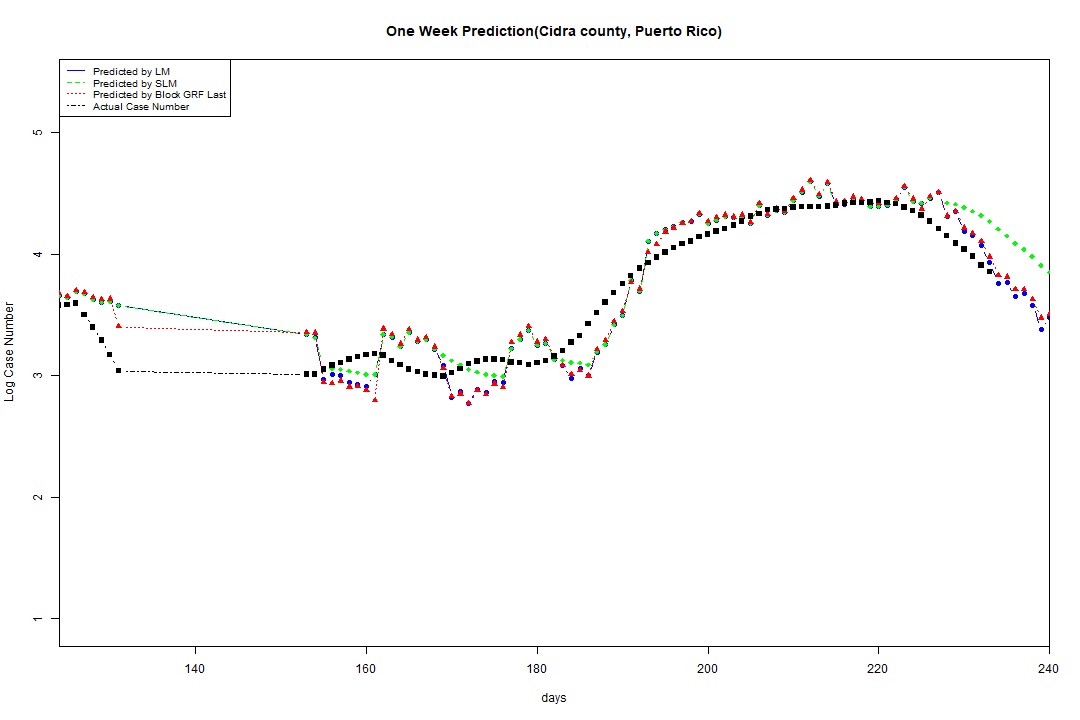 One Week Prediction(Cidra county, Puerto Rico)
Predicted by LM
Predicted by SLM
Predicted by Block GRF Last
Actual Case Number
5
4
3
2
1
Log Case Number
140 160 180 200 220 240
days